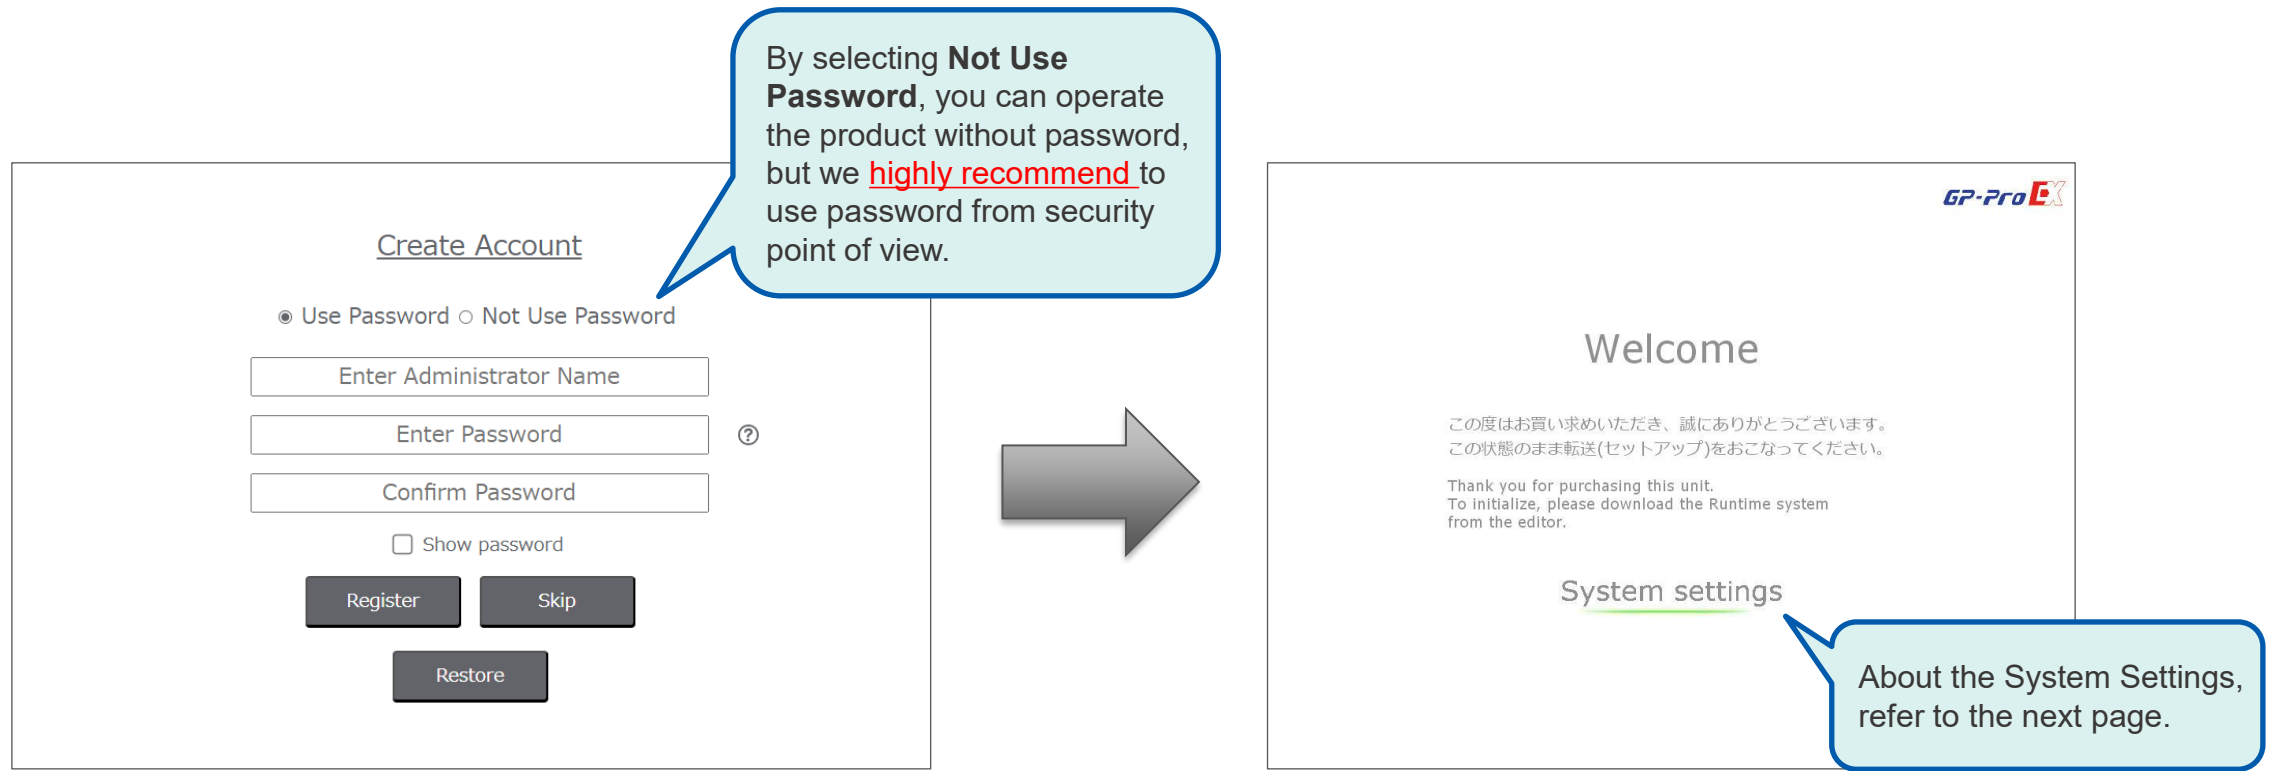 By selecting Not Use
Password, you can operate
the product without password,
but we highly recommend to
use password from security
point of view.
Create Account
Use Password Not Use Password
Enter Administrator Name
Enter Password ?
Confirm Password
Show password
Register Skip
Restore
GP-Pro EX
Welcome
この度はお買い求めいただき、誠にありがとうございます。
この状態のまま転送(セットアップ)をおこなってください。
Thank you for purchasing this unit.
To initialize, please download the Runtime system
from the editor.
System settings
About the System Settings,
refer to the next page.